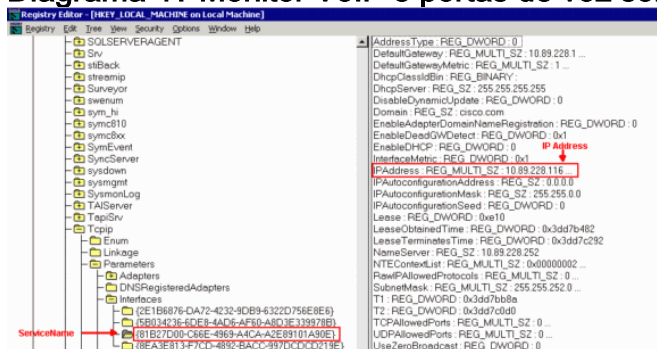 Registry Editor - [HKEY_LOCAL_MACHINE on Local Machine]
Registry Edit Tree View Security Options Window Help
SQLSERVERAGENT
Srv
stiBack
streamip
Surveyor
swenum
sym_hi
symc810
symc8xx
SymEvent
SyncServer
sysdown
sysmgmt
SysmonLog
TAIServer
TapiSrv
Tcpip
Enum
Linkage
Parameters
Adapters
DNSRegisteredAdapters
Interfaces
{2E1B6876-DA72-4232-9DB9-6322D756E8E6}
{5B034236-6DE8-4AD6-AF60-A8D3E339978B}
ServiceName
{81B27D00-C66E-4969-A4CA-A2E89101A90E}
{8EA3E813-F7CD-4892-BACC-997DCDCD219E}
AddressType : REG_DWORD : 0
DefaultGateway : REG_MULTI_SZ : 10.89.228.1 ...
DefaultGatewayMetric : REG_MULTI_SZ : 1 ...
DhcpClassIdBin : REG_BINARY :
DhcpServer : REG_SZ : 255.255.255.255
DisableDynamicUpdate : REG_DWORD : 0
Domain : REG_SZ : cisco.com
EnableAdapterDomainNameRegistration : REG_DWORD : 0
EnableDeadGWDetect : REG_DWORD : 0x1
EnableDHCP : REG_DWORD : 0
IP Address
InterfaceMetric : REG_DWORD : 0x1
IPAddress : REG_MULTI_SZ : 10.89.228.116 ...
IPAutoconfigurationAddress : REG_SZ : 0.0.0.0
IPAutoconfigurationMask : REG_SZ : 255.255.0.0
IPAutoconfigurationSeed : REG_DWORD : 0
Lease : REG_DWORD : 0xe10
LeaseObtainedTime : REG_DWORD : 0x3dd7b482
LeaseTerminatesTime : REG_DWORD : 0x3dd7c292
NameServer : REG_SZ : 10.89.228.252
NTEContextList : REG_MULTI_SZ : 0x00000002 ...
RawIPAllowedProtocols : REG_MULTI_SZ : 0 ...
SubnetMask : REG_MULTI_SZ : 255.255.252.0 ...
T1 : REG_DWORD : 0x3dd7bb8a
T2 : REG_DWORD : 0x3dd7c0d0
TCPAllowedPorts : REG_MULTI_SZ : 0 ...
UDPAllowedPorts : REG_MULTI_SZ : 0 ...
UseZeroBroadcast : REG_DWORD : 0